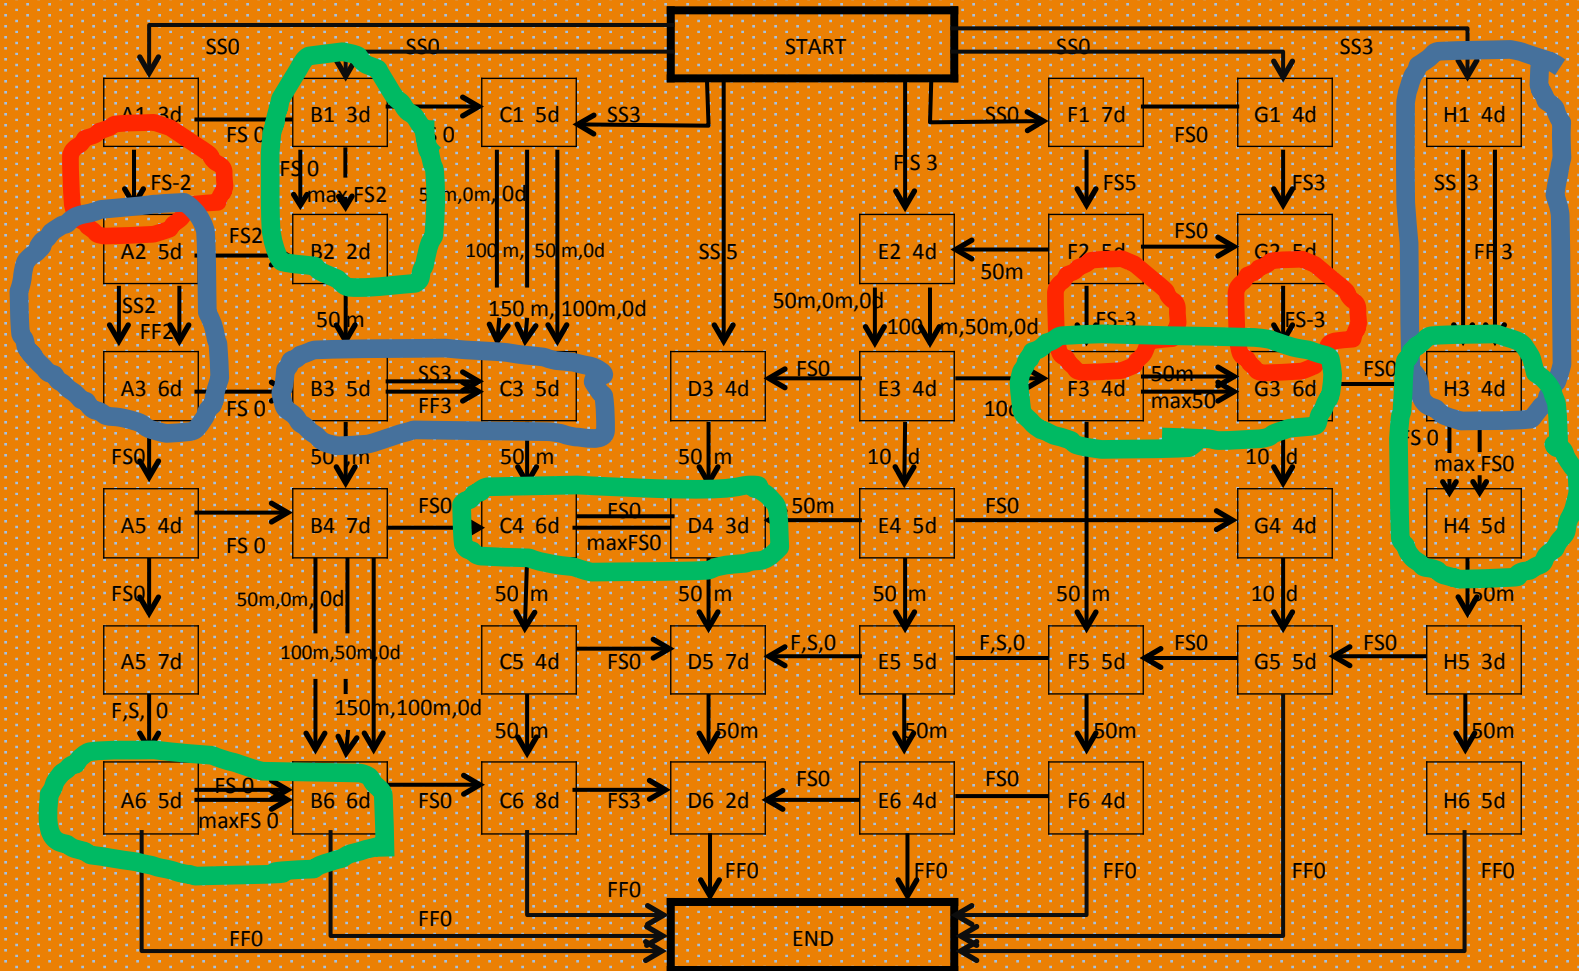 START
SS0
SS0
SS0
SS3
A1 3d
B1 3d
C1 5d
SS3
SS0
F1 7d
G1 4d
H1 4d
FS 0
FS0
FS 0
F S 3
FS-2
max FS2
FS5
FS3
SS 3
100 m, 50 m,0d
A2 5d
FS2
B2 2d
SS 5
E2 4d
50m
F2 5d
FS0
G2 5d
FF 3
SS2
FF2
50 m
150 m, 100m,0d
50m,0m,0d
100 m,50m,0d
FS-3
FS-3
A3 6d
FS 0
B3 5d
SS3
FF3
C3 5d
D3 4d
FS0
E3 4d
F3 4d
50m
max50
G3 6d
FS0
H3 4d
FS0
50 m
50 m
50 m
10 d
10 d
FS 0
max FS0
A5 4d
FS 0
B4 7d
FS0
C4 6d
FS0
maxFS0
D4 3d
50m
E4 5d
FS0
G4 4d
H4 5d
FS0
50m,0m,0d
50 m
50 m
50 m
50 m
10 d
50m
A5 7d
100m,50m,0d
C5 4d
FS0
D5 7d
F,S,0
E5 5d
F,S,0
F5 5d
FS0
G5 5d
FS0
H5 3d
F,S, 0
150m,100m,0d
50 m
50m
50m
50m
50m
A6 5d
FS 0
maxFS 0
B6 6d
FS0
C6 8d
FS3
D6 2d
FS0
E6 4d
FS0
F6 4d
H6 5d
FF0
FF0
FF0
FF0
FF0
FF0
FF0
FF0
END